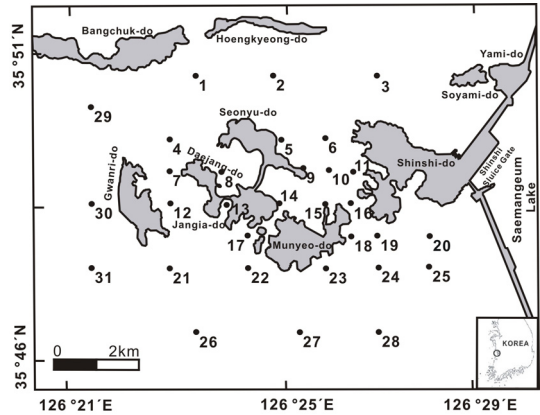 Bangchuk-do
Hoengkyeong-do
Yami-do
Soyami-do
35°51´N
1
2
3
29
Seonyu-do
4
5
6
Shinshi-do
Shinshi
Sluice Gate
Saemangeum
Lake
Gwanri-do
Daejang-do
7
8
9
10
11
30
12
13
14
15
16
Jangia-do
17
Munyeo-do
18
19
20
31
21
22
23
24
25
26
27
28
35°46´N
0 2km
KOREA
126°21´E
126°25´E
126°29´E